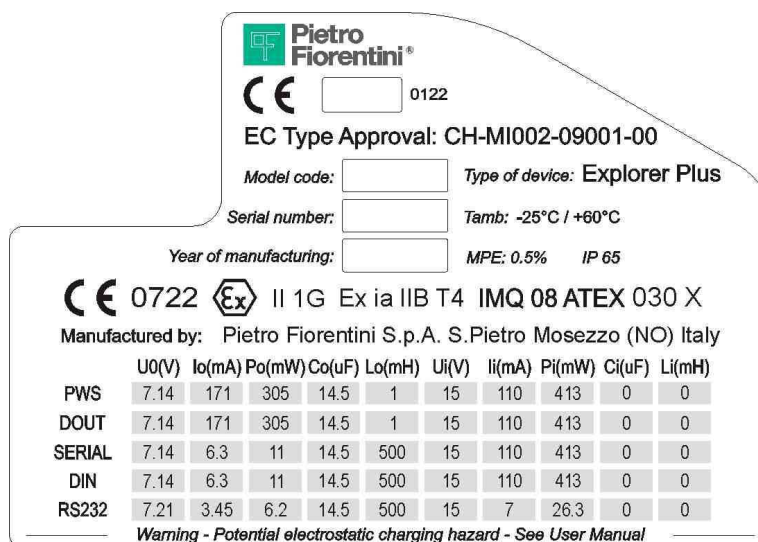 Pietro
Fiorentini®
CE 0122
EC Type Approval: CH-MI002-09001-00
Model code: Type of device: Explorer Plus
Serial number: Tamb: -25°C / +60°C
Year of manufacturing: MPE: 0.5% IP 65
CE 0722 Ex II 1G Ex ia IIB T4 IMQ 08 ATEX 030 X
Manufactured by: Pietro Fiorentini S.p.A. S.Pietro Mosezzo (NO) Italy
U0(V) Io(mA) Po(mW) Co(uF) Lo(mH) Ui(V) Ii(mA) Pi(mW) Ci(uF) Li(mH)
PWS 7.14 171 305 14.5 1 15 110 413 0 0
DOUT 7.14 171 305 14.5 1 15 110 413 0 0
SERIAL 7.14 6.3 11 14.5 500 15 110 413 0 0
DIN 7.14 6.3 11 14.5 500 15 110 413 0 0
RS232 7.21 3.45 6.2 14.5 500 15 7 26.3 0 0
Warning - Potential electrostatic charging hazard - See User Manual